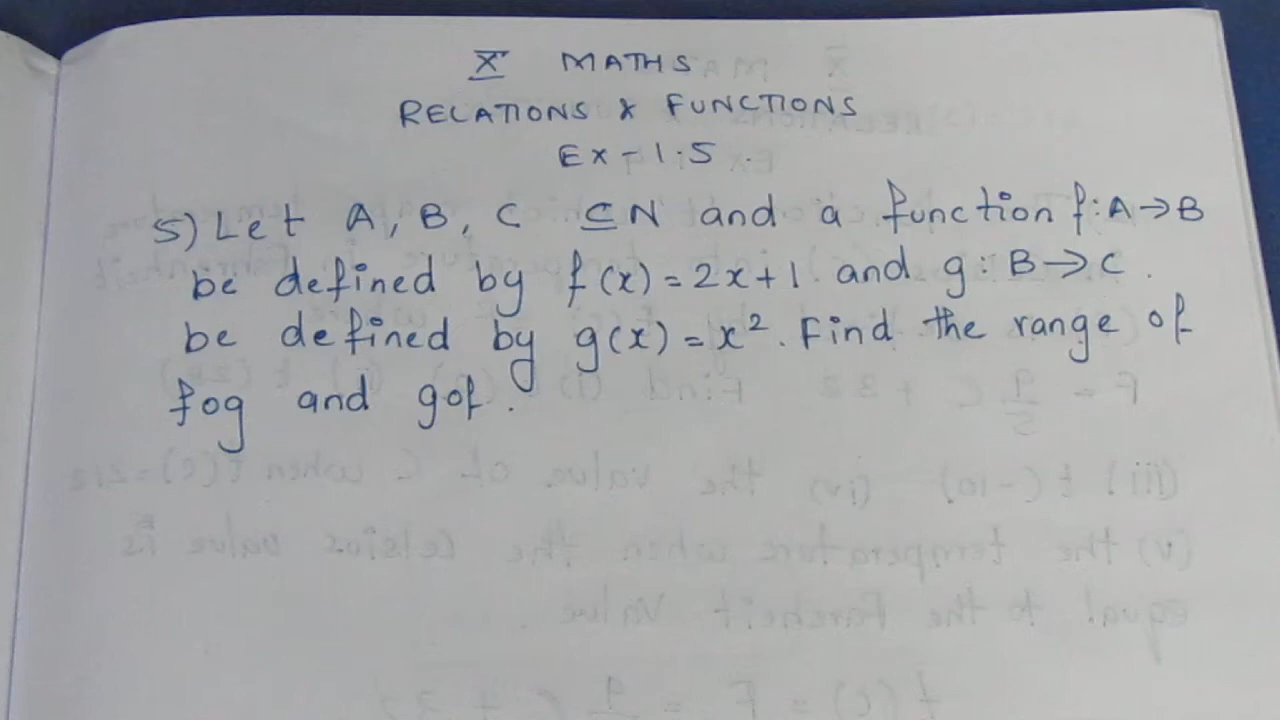 X MATHS
RELATIONS & FUNCTIONS
Ex-1.5
5) Let A, B, C ⊆ N and a function f: A → B
be defined by f(x) = 2x+1 and g: B → C.
be defined by g(x) = x². Find the range of
fog and gof.